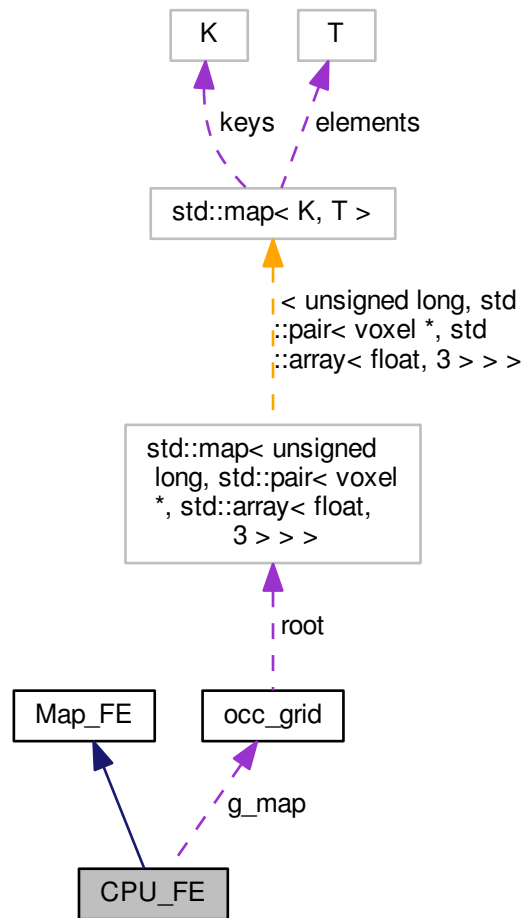 K
T
keys
elements
std::map< K, T >
< unsigned long, std
::pair< voxel *, std
::array< float, 3 > > >
std::map< unsigned
long, std::pair< voxel
*, std::array< float,
3 > > >
root
Map_FE
occ_grid
g_map
CPU_FE